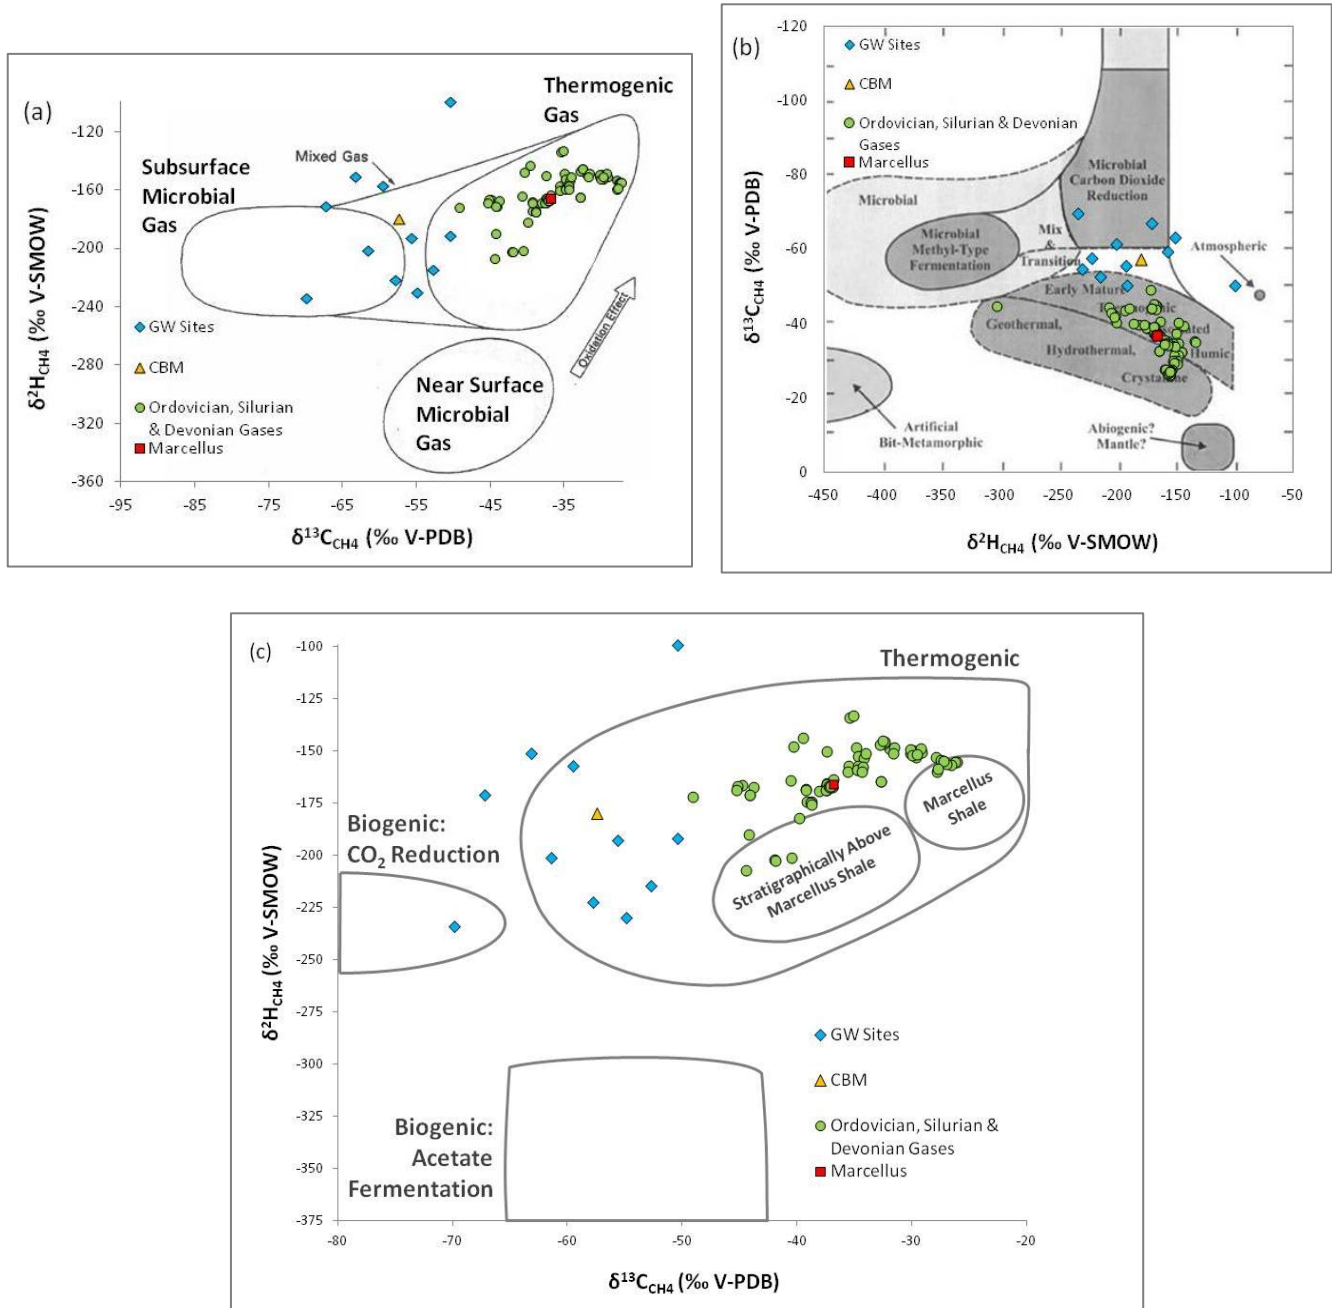 (a)
Thermogenic
Gas
Mixed Gas
Subsurface
Microbial
Gas
-120
-160
-200
-240
-280
-320
-360
δ²H_CH4 (‰ V-SMOW)
GW Sites
CBM
Ordovician, Silurian
& Devonian Gases
Marcellus
Oxidation Effect
Near Surface
Microbial
Gas
-95
-85
-75
-65
-55
-45
-35
δ¹³C_CH4 (‰ V-PDB)
(b)
-120
-100
-80
-60
-40
-20
0
δ¹³C_CH4 (‰ V-PDB)
GW Sites
CBM
Ordovician, Silurian & Devonian
Gases
Marcellus
Microbial
Carbon Dioxide
Reduction
Microbial
Microbial
Methyl-Type
Fermentation
Mix
&
Transition
Atmospheric
Early Mature
Geothermal,
Hydrothermal,
Humic
Artificial
Bit-Metamorphic
Abiogenic?
Mantle?
-450
-400
-350
-300
-250
-200
-150
-100
-50
δ²H_CH4 (‰ V-SMOW)
(c)
-100
-125
-150
-175
-200
-225
-250
-275
-300
-325
-350
-375
δ²H_CH4 (‰ V-SMOW)
Thermogenic
Marcellus
Shale
Stratigraphically Above
Marcellus Shale
Biogenic:
CO₂ Reduction
GW Sites
CBM
Ordovician, Silurian &
Devonian Gases
Marcellus
Biogenic:
Acetate
Fermentation
-80
-70
-60
-50
-40
-30
-20
δ¹³C_CH4 (‰ V-PDB)